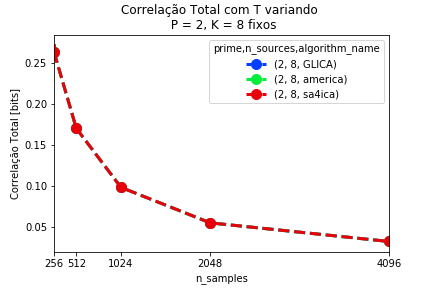 Correlação Total com T variando
P = 2, K = 8 fixos
Correlação Total [bits]
0.25
0.20
0.15
0.10
0.05
prime,n_sources,algorithm_name
(2, 8, GLICA)
(2, 8, america)
(2, 8, sa4ica)
256 512 1024 2048 4096
n_samples